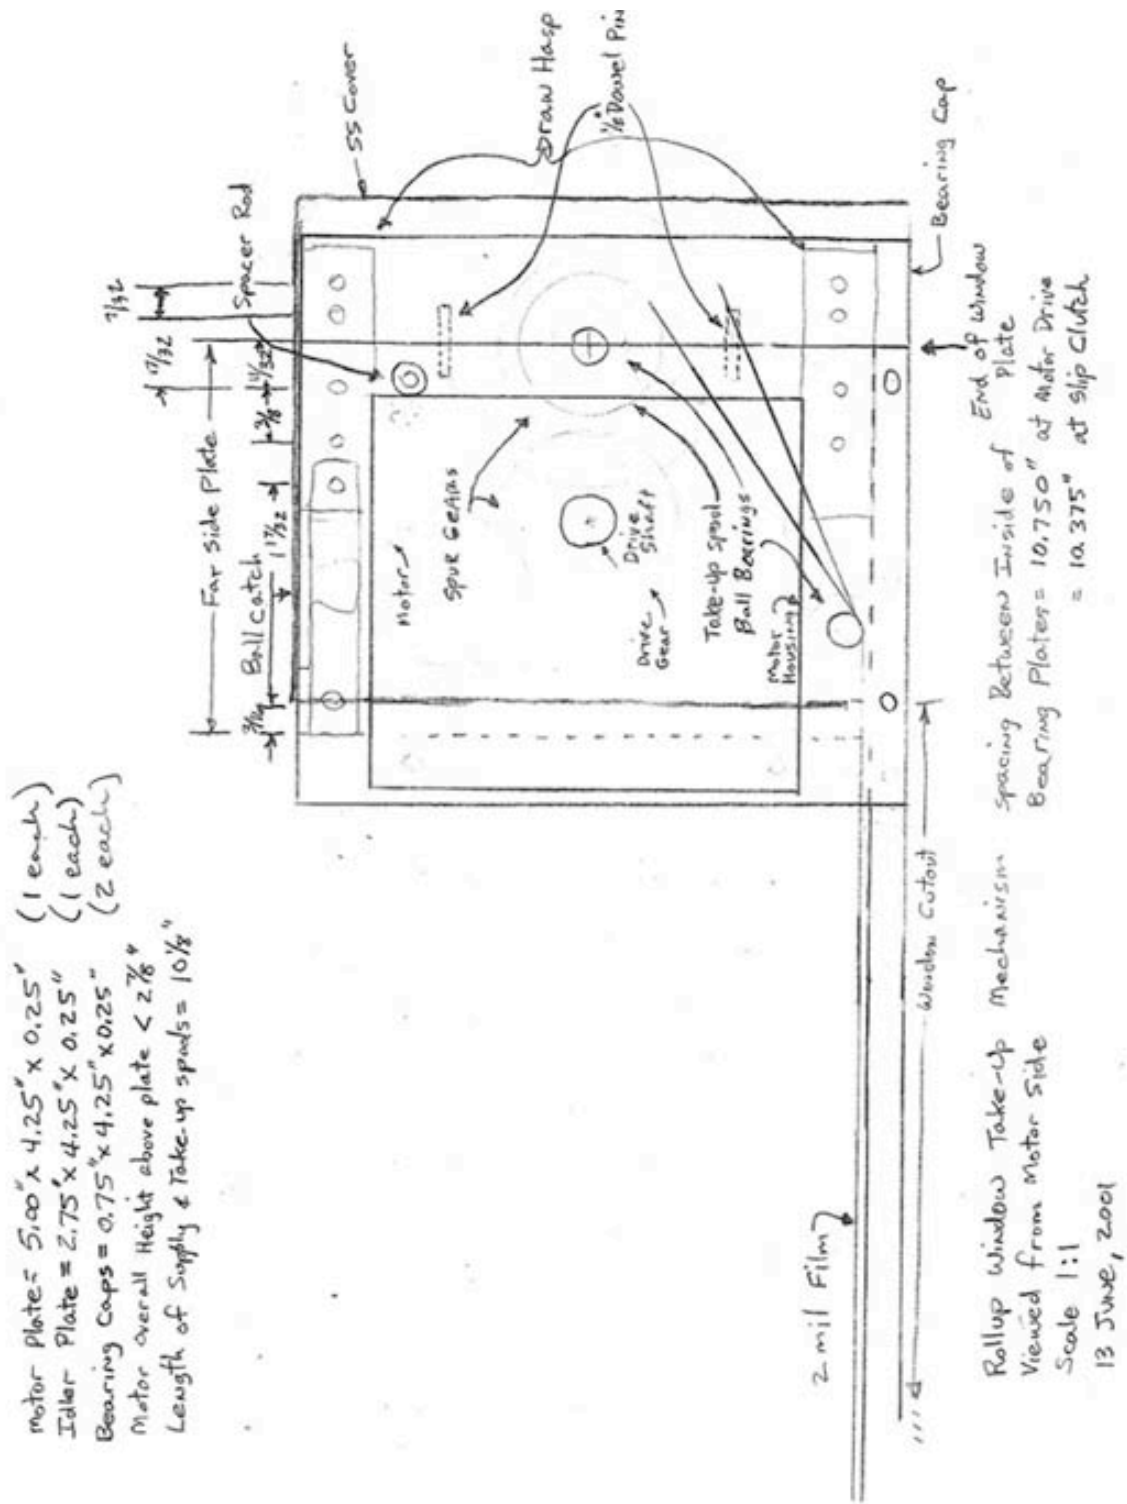 Motor Plate = 5.00" x 4.25" x 0.25" (1 each)
Idler Plate = 2.75" x 4.25" x 0.25" (1 each)
Bearing Caps = 0.75" x 4.25" x 0.25" (2 each)
Motor overall Height above plate < 2 7/8"
Length of Supply & Take-up spools = 10 1/8"
7/32
17/32
11/32
3/8
1 17/32
Far Side Plate
Ball catch
Spacer Rod
SS Cover
Draw Hasp
1/8" Dowel Pin
Bearing Cap
Motor
Spur Gears
Drive
Shaft
Drive
Gear
Take-up Spool
Ball Bearings
Motor
Housing
End of Window
Plate
2 mil Film
Window Cutout
Rollup Window Take-Up Mechanism
Viewed from Motor Side
Scale 1:1
13 June, 2001
Spacing Between Inside of
Bearing Plates = 10.750" at Motor Drive
= 10.375" at Slip Clutch